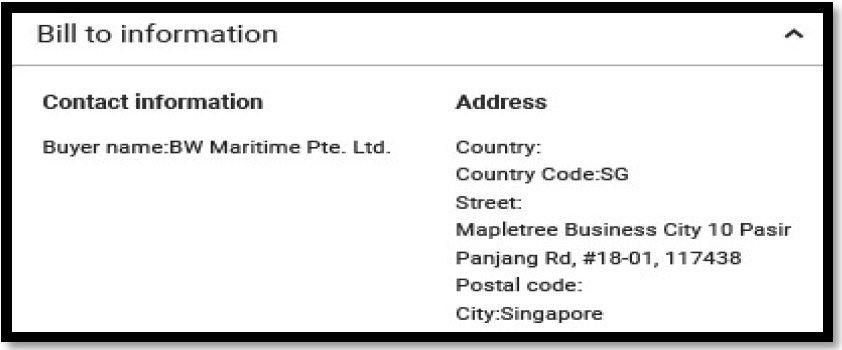 Bill to information
Contact information
Buyer name:BW Maritime Pte. Ltd.
Address
Country:
Country Code:SG
Street:
Mapletree Business City 10 Pasir
Panjang Rd, #18-01, 117438
Postal code:
City:Singapore